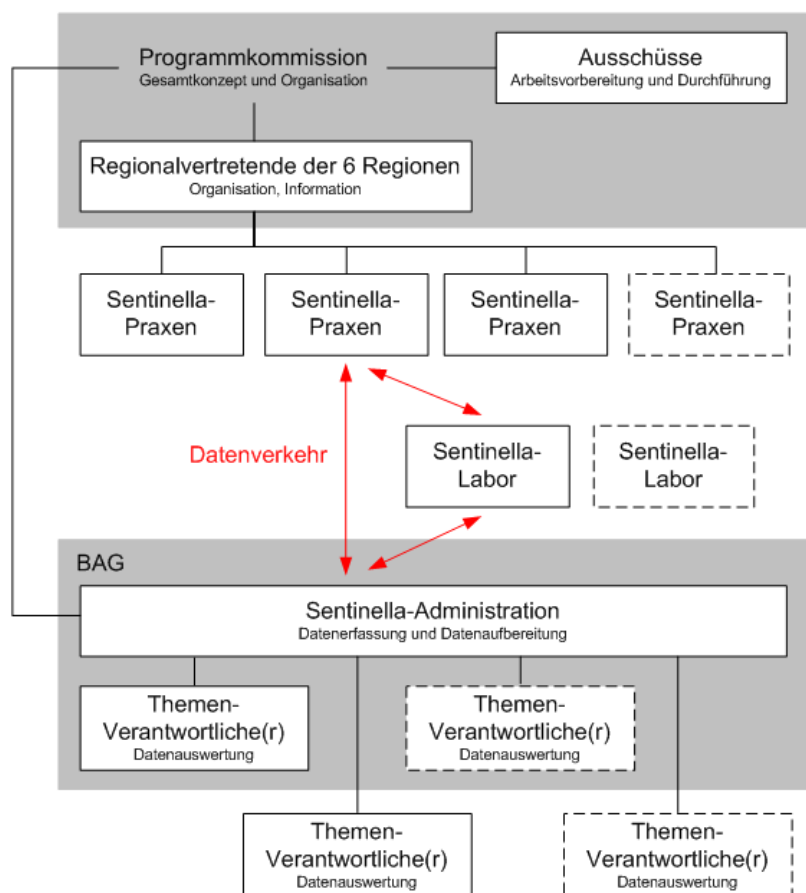 Programmkommission
Gesamtkonzept und Organisation
Ausschüsse
Arbeitsvorbereitung und Durchführung
Regionalvertretende der 6 Regionen
Organisation, Information
Sentinella-
Praxen
Sentinella-
Praxen
Sentinella-
Praxen
Sentinella-
Praxen
Datenverkehr
Sentinella-
Labor
Sentinella-
Labor
BAG
Sentinella-Administration
Datenerfassung und Datenaufbereitung
Themen-
Verantwortliche(r)
Datenauswertung
Themen-
Verantwortliche(r)
Datenauswertung
Themen-
Verantwortliche(r)
Datenauswertung
Themen-
Verantwortliche(r)
Datenauswertung